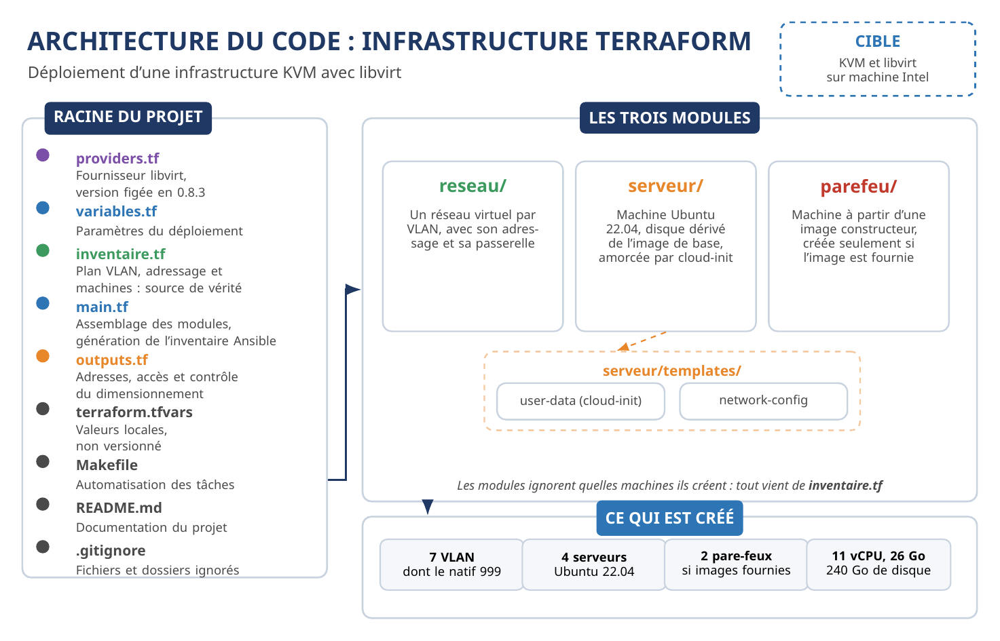 ARCHITECTURE DU CODE : INFRASTRUCTURE TERRAFORM
Déploiement d’une infrastructure KVM avec libvirt
CIBLE
KVM et libvirt
sur machine Intel
RACINE DU PROJET
providers.tf
Fournisseur libvirt,
version figée en 0.8.3
variables.tf
Paramètres du déploiement
inventaire.tf
Plan VLAN, adressage et
machines : source de vérité
main.tf
Assemblage des modules,
génération de l’inventaire Ansible
outputs.tf
Adresses, accès et contrôle
du dimensionnement
terraform.tfvars
Valeurs locales,
non versionné
Makefile
Automatisation des tâches
README.md
Documentation du projet
.gitignore
Fichiers et dossiers ignorés
LES TROIS MODULES
reseau/
Un réseau virtuel par
VLAN, avec son adres-
sage et sa passerelle
serveur/
Machine Ubuntu
22.04, disque dérivé
de l’image de base,
amorcée par cloud-init
parefeu/
Machine à partir d’une
image constructeur,
créée seulement si
l’image est fournie
serveur/templates/
user-data (cloud-init)
network-config
Les modules ignorent quelles machines ils créent : tout vient de inventaire.tf
CE QUI EST CRÉÉ
7 VLAN
dont le natif 999
4 serveurs
Ubuntu 22.04
2 pare-feux
si images fournies
11 vCPU, 26 Go
240 Go de disque